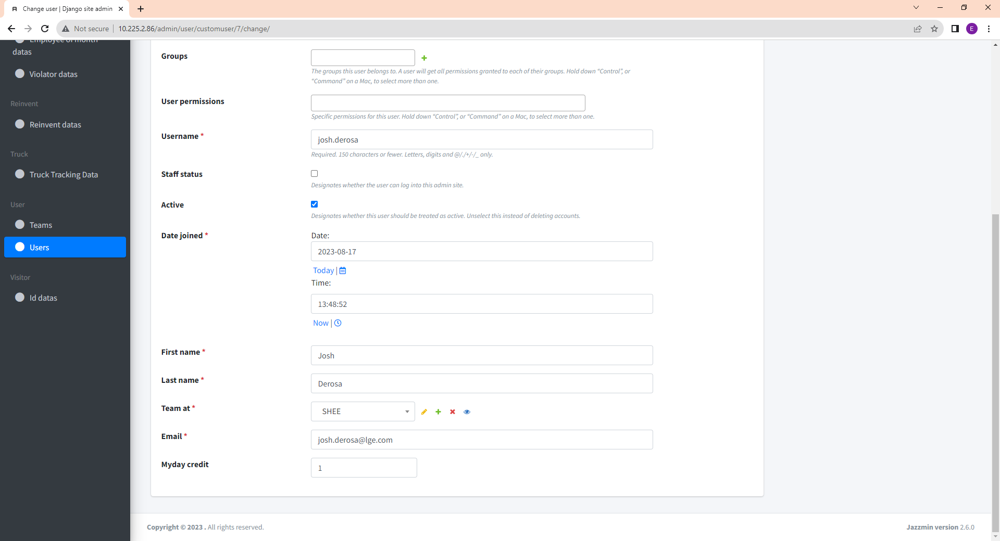 Change user | Django site admin
Not secure
10.225.2.86/admin/user/customuser/7/change/
E
Employee of month
datas
Violator datas
Reinvent
Reinvent datas
Truck
Truck Tracking Data
User
Teams
Users
Visitor
Id datas
Groups
The groups this user belongs to. A user will get all permissions granted to each of their groups. Hold down “Control”, or
“Command” on a Mac, to select more than one.
User permissions
Specific permissions for this user. Hold down “Control”, or “Command” on a Mac, to select more than one.
Username *
josh.derosa
Required. 150 characters or fewer. Letters, digits and @/./+/-/_ only.
Staff status
Designates whether the user can log into this admin site.
Active
Designates whether this user should be treated as active. Unselect this instead of deleting accounts.
Date joined *
Date:
2023-08-17
Today |
Time:
13:48:52
Now |
First name *
Josh
Last name *
Derosa
Team at *
SHEE
Email *
josh.derosa@lge.com
Myday credit
1
Copyright © 2023 . All rights reserved.
Jazzmin version 2.6.0